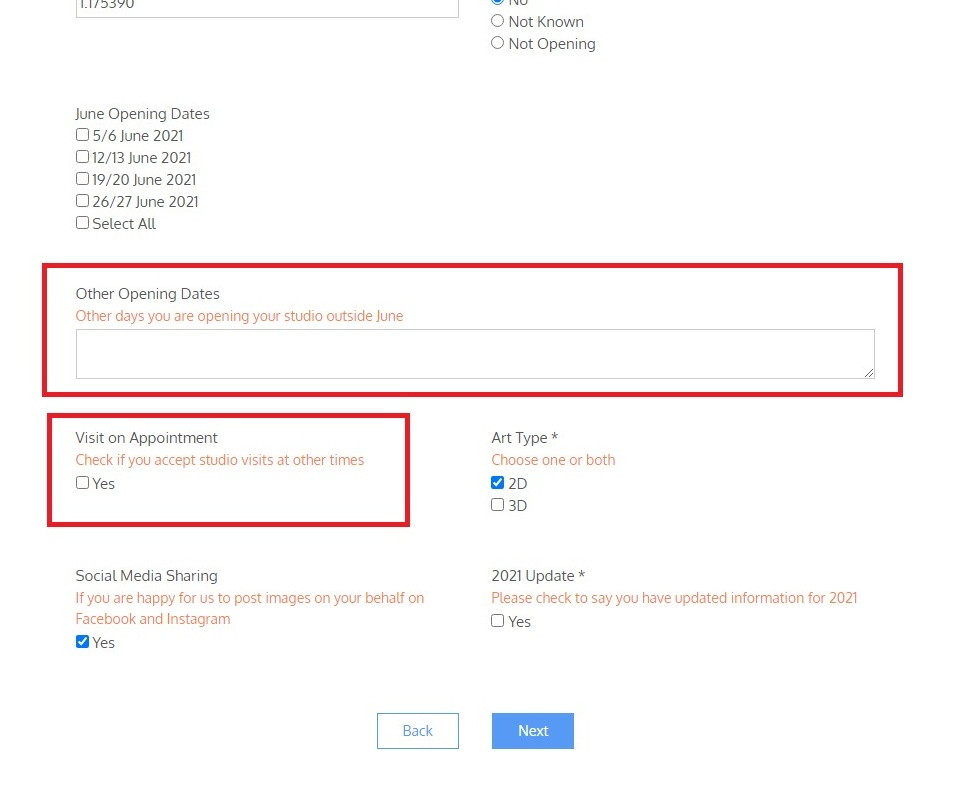 1.175390
No
Not Known
Not Opening
June Opening Dates
5/6 June 2021
12/13 June 2021
19/20 June 2021
26/27 June 2021
Select All
Other Opening Dates
Other days you are opening your studio outside June
Visit on Appointment
Check if you accept studio visits at other times
Yes
Art Type *
Choose one or both
2D
3D
Social Media Sharing
If you are happy for us to post images on your behalf on
Facebook and Instagram
Yes
2021 Update *
Please check to say you have updated information for 2021
Yes
Back
Next